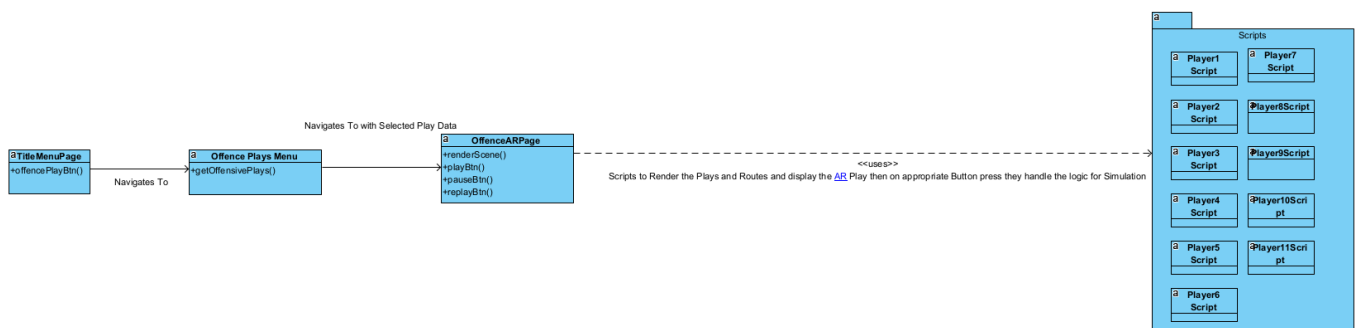 a
Scripts
a Player1
Script
a Player7
Script
a Player2
Script
a Player8Script
Navigates To with Selected Play Data
a TitleMenuPage
+offencePlayBtn()
Navigates To
a Offence Plays Menu
+getOffensivePlays()
a OffenceARPage
+renderScene()
+playBtn()
+pauseBtn()
+replayBtn()
<<uses>>
Scripts to Render the Plays and Routes and display the AR Play then on appropriate Button press they handle the logic for Simulation
a Player3
Script
a Player9Script
a Player4
Script
a Player10Scri
pt
a Player5
Script
a Player11Scri
pt
a Player6
Script